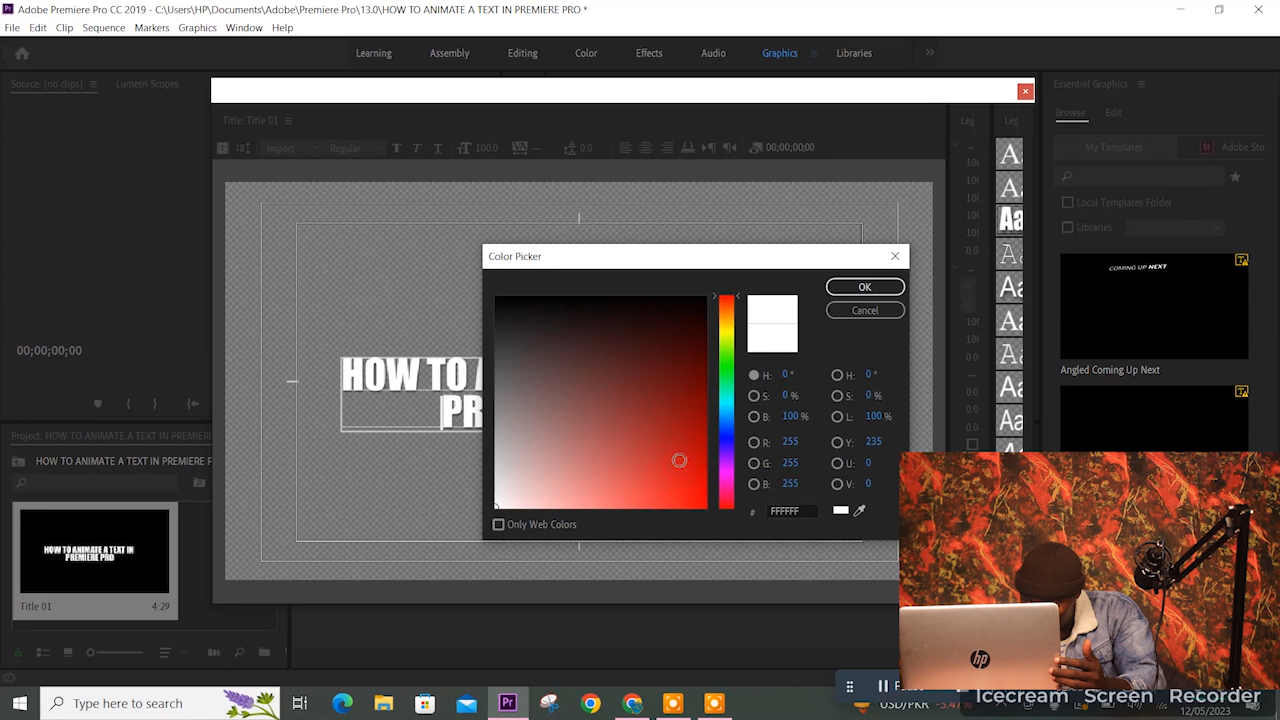 Adobe Premiere Pro CC 2019 - C:\Users\HP\Documents\Adobe\Premiere Pro\13.0\HOW TO ANIMATE A TEXT IN PREMIERE PRO *
File Edit Clip Sequence Markers Graphics Window Help
Learning Assembly Editing Color Effects Audio Graphics Libraries
Source: (no clips) Lumetri Scopes
Essential Graphics
Browse Edit
My Templates Adobe Sto
Local Templates Folder
Libraries
COMING UP NEXT
Angled Coming Up Next
Title: Title 01
Impact Regular 100.0 0.0 00;00;00;00
HOW TO A
PR
Color Picker
OK
Cancel
H: 0 ° H: 0 °
S: 0 % S: 0 %
B: 100 % L: 100 %
R: 255 Y: 235
G: 255 U: 0
B: 255 V: 0
# FFFFFF
Only Web Colors
00;00;00;00
Project: HOW TO ANIMATE A TEXT IN PREMIERE
HOW TO ANIMATE A TEXT IN PREMIERE P
HOW TO ANIMATE A TEXT IN
PREMIERE PRO
Title 01 4:29
hp
Type here to search
USD/PKR -5.47%
Icecream Screen Recorder
12/05/2023